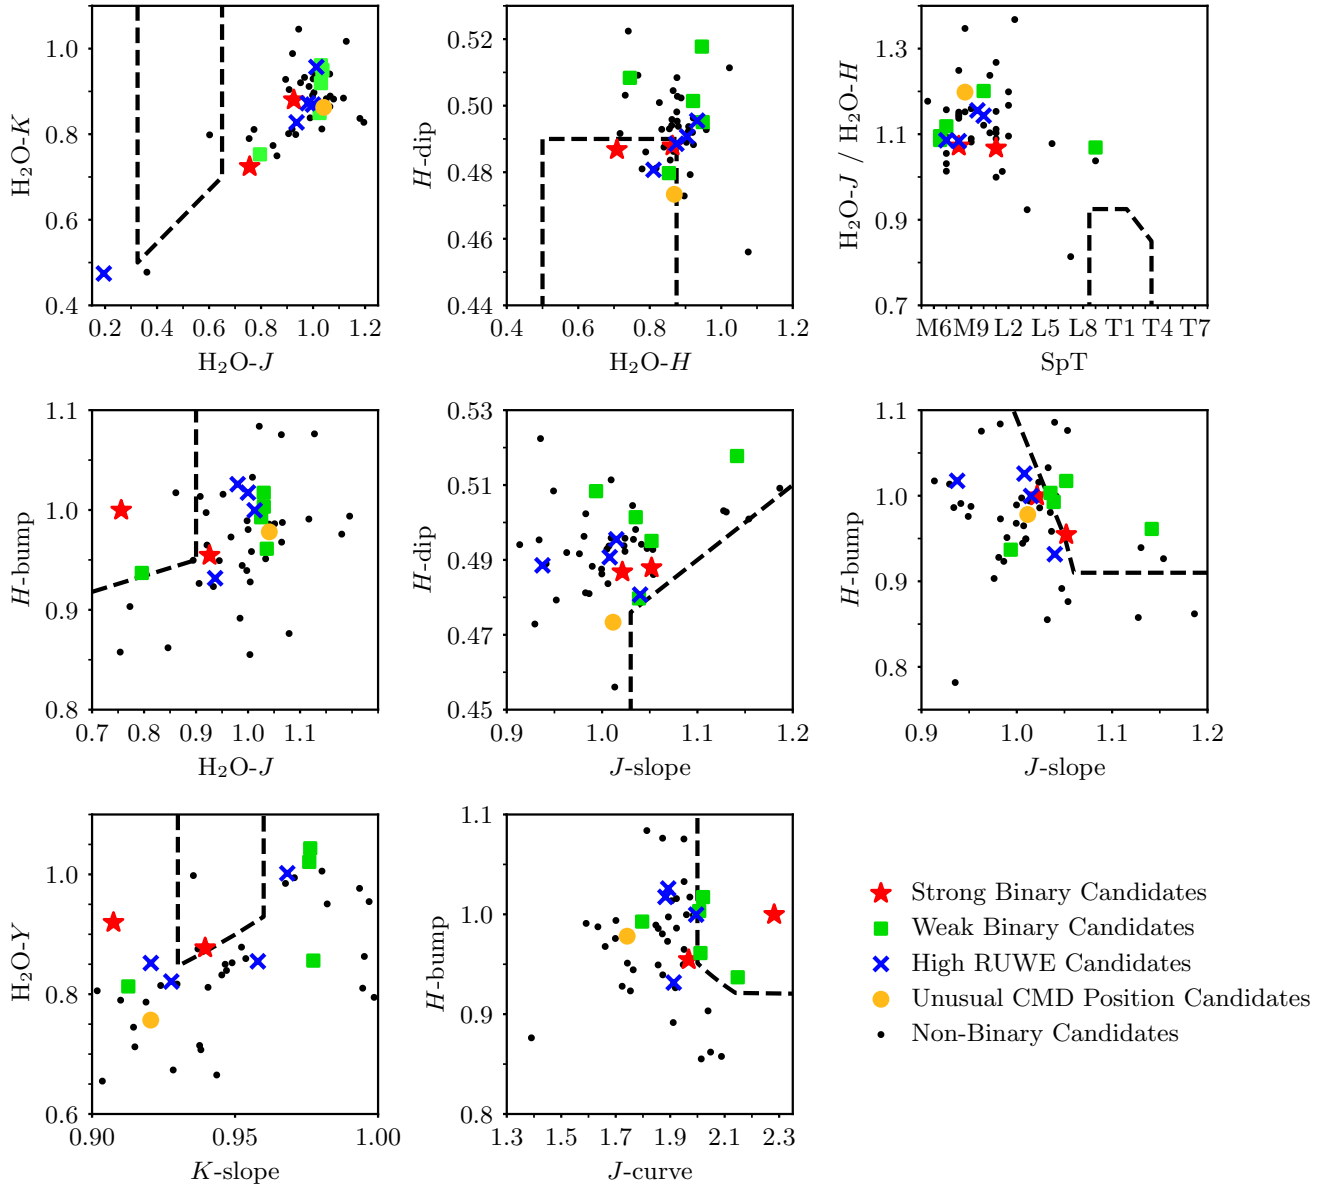 H₂O-K
1.0
0.8
0.6
0.4
0.2 0.4 0.6 0.8 1.0 1.2
H₂O-J
H-dip
0.52
0.50
0.48
0.46
0.44
0.4 0.6 0.8 1.0 1.2
H₂O-H
H₂O-J / H₂O-H
1.3
1.1
0.9
0.7
M6 M9 L2 L5 L8 T1 T4 T7
SpT
H-bump
1.1
1.0
0.9
0.8
0.7 0.8 0.9 1.0 1.1
H₂O-J
H-dip
0.53
0.51
0.49
0.47
0.45
0.9 1.0 1.1 1.2
J-slope
H-bump
1.1
1.0
0.9
0.8
0.9 1.0 1.1 1.2
J-slope
H₂O-Y
1.0
0.8
0.6
0.90 0.95 1.00
K-slope
H-bump
1.1
1.0
0.9
0.8
1.3 1.5 1.7 1.9 2.1 2.3
J-curve
Strong Binary Candidates
Weak Binary Candidates
High RUWE Candidates
Unusual CMD Position Candidates
Non-Binary Candidates